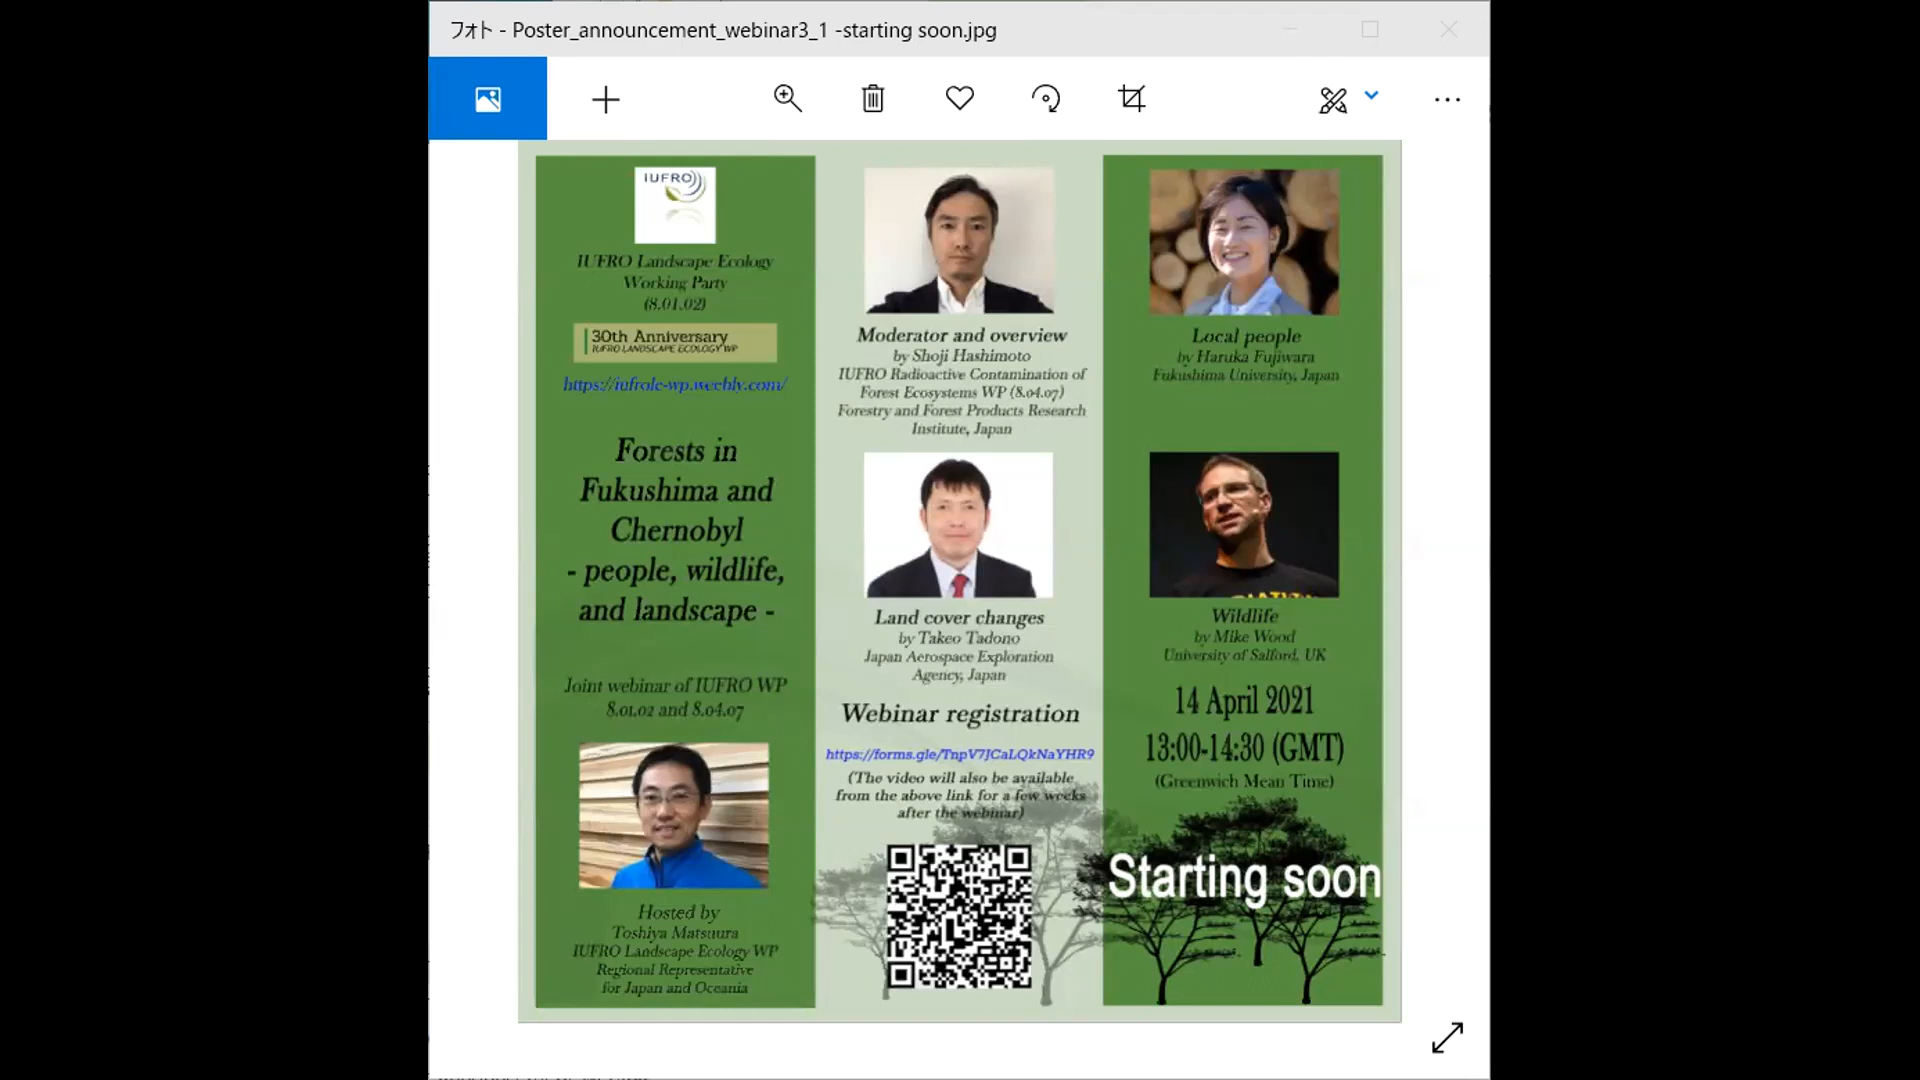 フォト - Poster_announcement_webinar3_1 -starting soon.jpg
IUFRO
IUFRO Landscape Ecology
Working Party
(8.01.02)
30th Anniversary
IUFRO LANDSCAPE ECOLOGY WP
https://iufrole-wp.weebly.com/
Forests in
Fukushima and
Chernobyl
- people, wildlife,
and landscape -
Joint webinar of IUFRO WP
8.01.02 and 8.04.07
Hosted by
Toshiya Matsuura
IUFRO Landscape Ecology WP
Regional Representative
for Japan and Oceania
Moderator and overview
by Shoji Hashimoto
IUFRO Radioactive Contamination of
Forest Ecosystems WP (8.04.07)
Forestry and Forest Products Research
Institute, Japan
Land cover changes
by Takeo Tadono
Japan Aerospace Exploration
Agency, Japan
Webinar registration
https://forms.gle/TnpV7JCaLQkNaYHR9
(The video will also be available
from the above link for a few weeks
after the webinar)
Local people
by Haruka Fujiwara
Fukushima University, Japan
Wildlife
by Mike Wood
University of Salford, UK
14 April 2021
13:00-14:30 (GMT)
(Greenwich Mean Time)
Starting soon